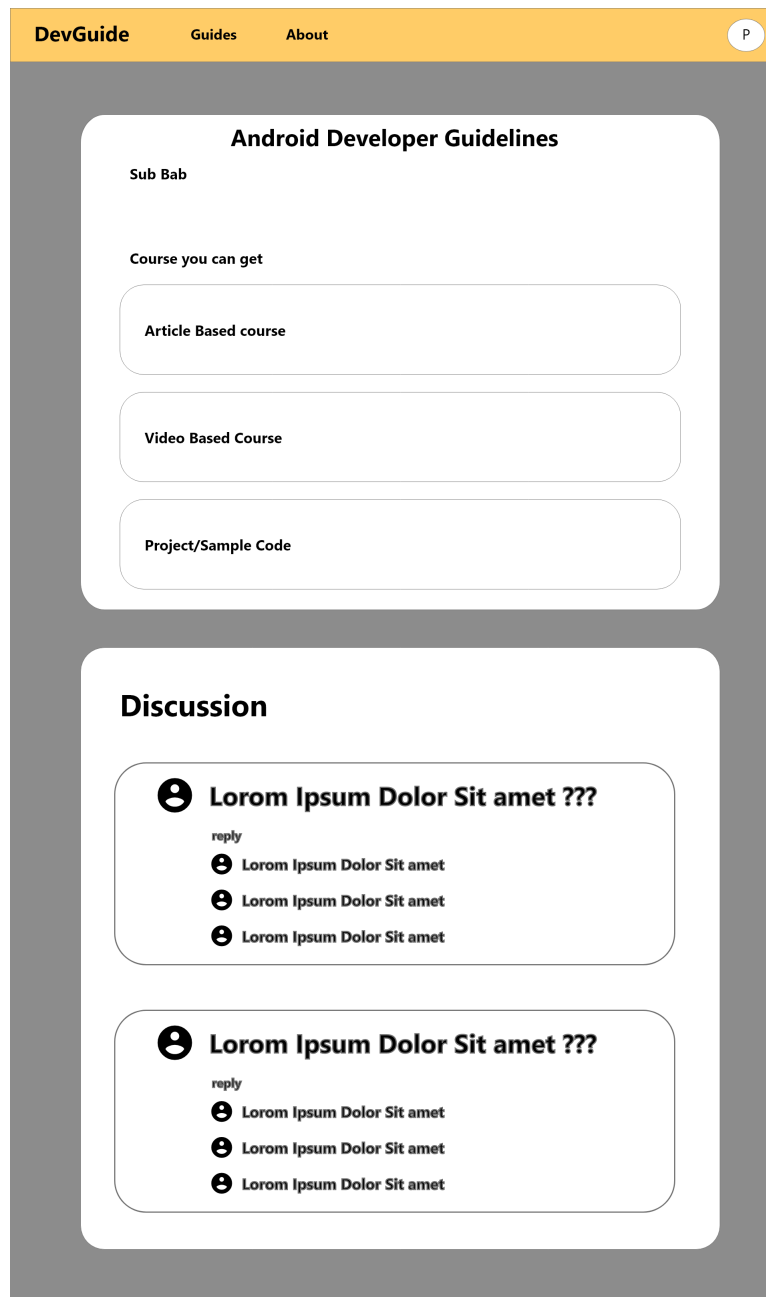 DevGuide Guides About P
Android Developer Guidelines
Sub Bab
Course you can get
Article Based course
Video Based Course
Project/Sample Code
Discussion
Lorom Ipsum Dolor Sit amet ???
reply
Lorom Ipsum Dolor Sit amet
Lorom Ipsum Dolor Sit amet
Lorom Ipsum Dolor Sit amet
Lorom Ipsum Dolor Sit amet ???
reply
Lorom Ipsum Dolor Sit amet
Lorom Ipsum Dolor Sit amet
Lorom Ipsum Dolor Sit amet